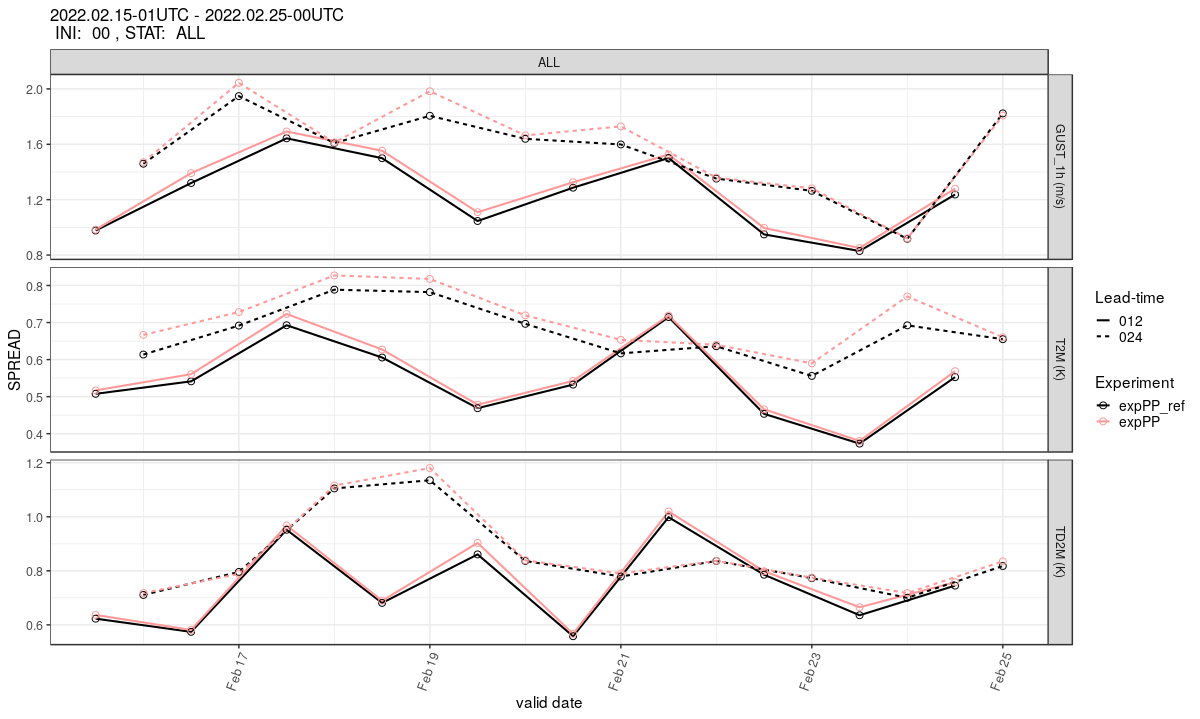 2022.02.15-01UTC - 2022.02.25-00UTC
INI:  00 , STAT:  ALL
ALL
2.0
1.6
1.2
0.8
GUST_1h (m/s)
0.8
0.7
0.6
0.5
0.4
T2M (K)
1.2
1.0
0.8
0.6
TD2M (K)
SPREAD
Feb 17
Feb 19
Feb 21
Feb 23
Feb 25
valid date
Lead-time
012
024
Experiment
expPP_ref
expPP